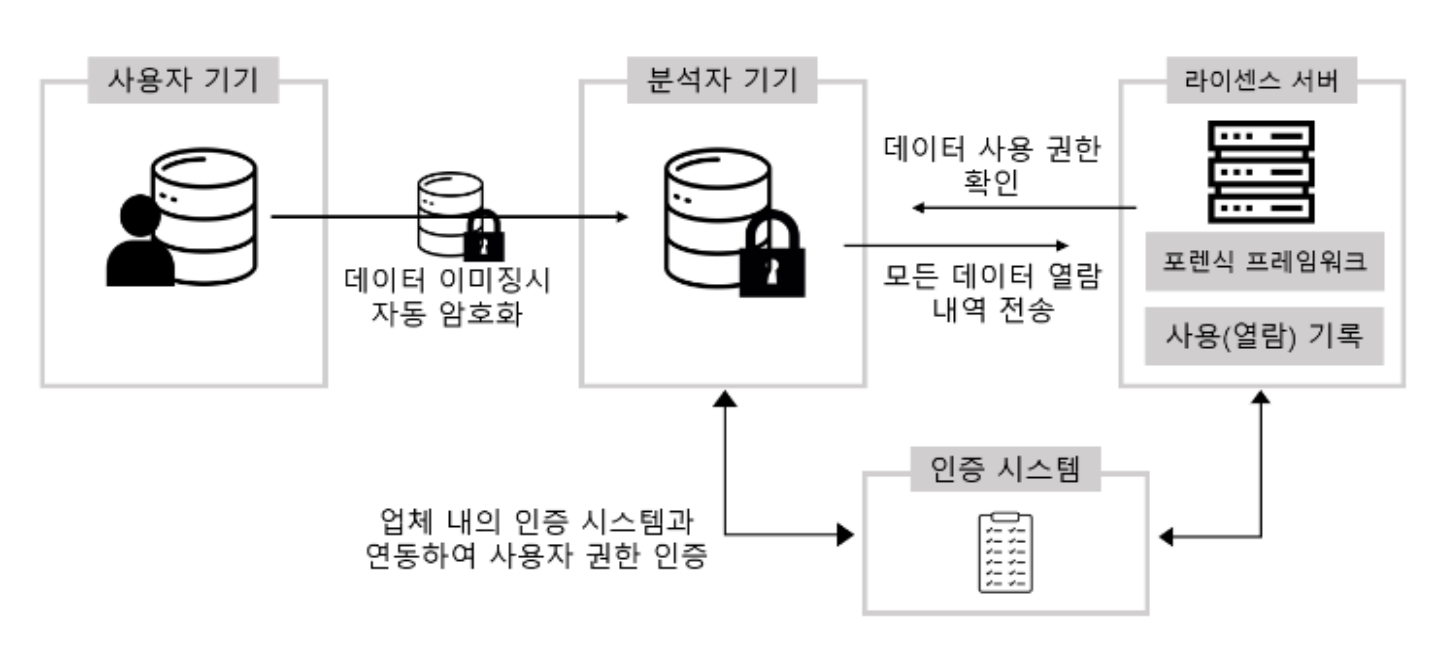 사용자 기기
분석자 기기
라이센스 서버
데이터 사용 권한
확인
데이터 이미징시
자동 암호화
모든 데이터 열람
내역 전송
포렌식 프레임워크
사용(열람) 기록
인증 시스템
업체 내의 인증 시스템과
연동하여 사용자 권한 인증